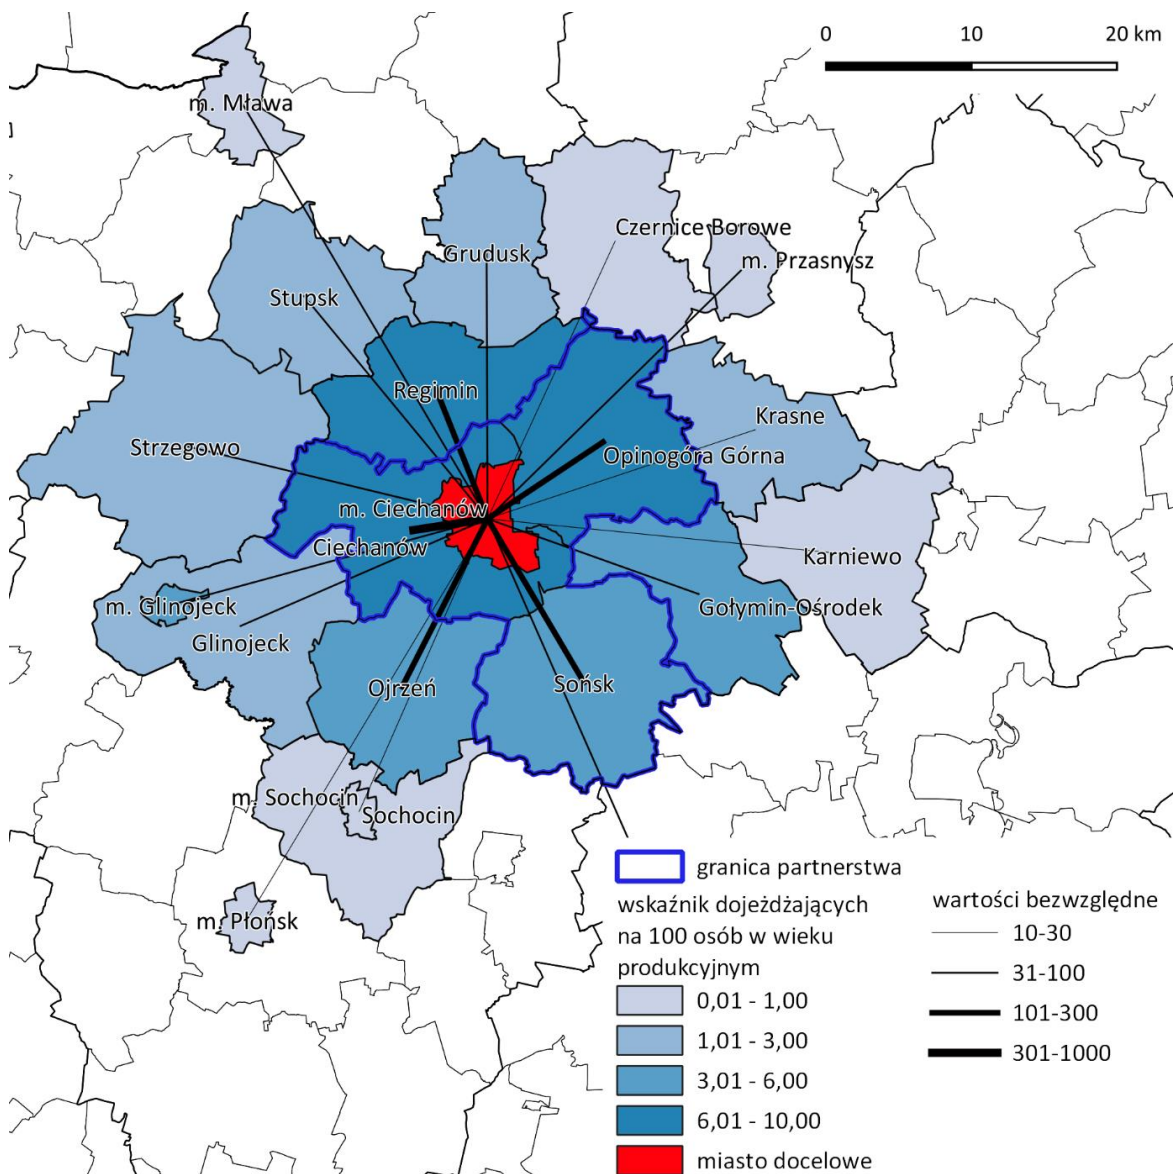 0 10 20 km
m. Mława
Czernice Borowe
Grudusk
m. Przasnysz
Stupsk
Regimin
Krasne
Strzegowo
Opinogóra Górna
m. Ciechanów
Ciechanów
Karniewo
m. Glinojeck
Gołymin-Ośrodek
Glinojeck
Ojrzeń
Sońsk
m. Sochocin
Sochocin
m. Płońsk
granica partnerstwa
wskaźnik dojeżdżających
na 100 osób w wieku
produkcyjnym
0,01 - 1,00
1,01 - 3,00
3,01 - 6,00
6,01 - 10,00
miasto docelowe
wartości bezwzględne
10-30
31-100
101-300
301-1000